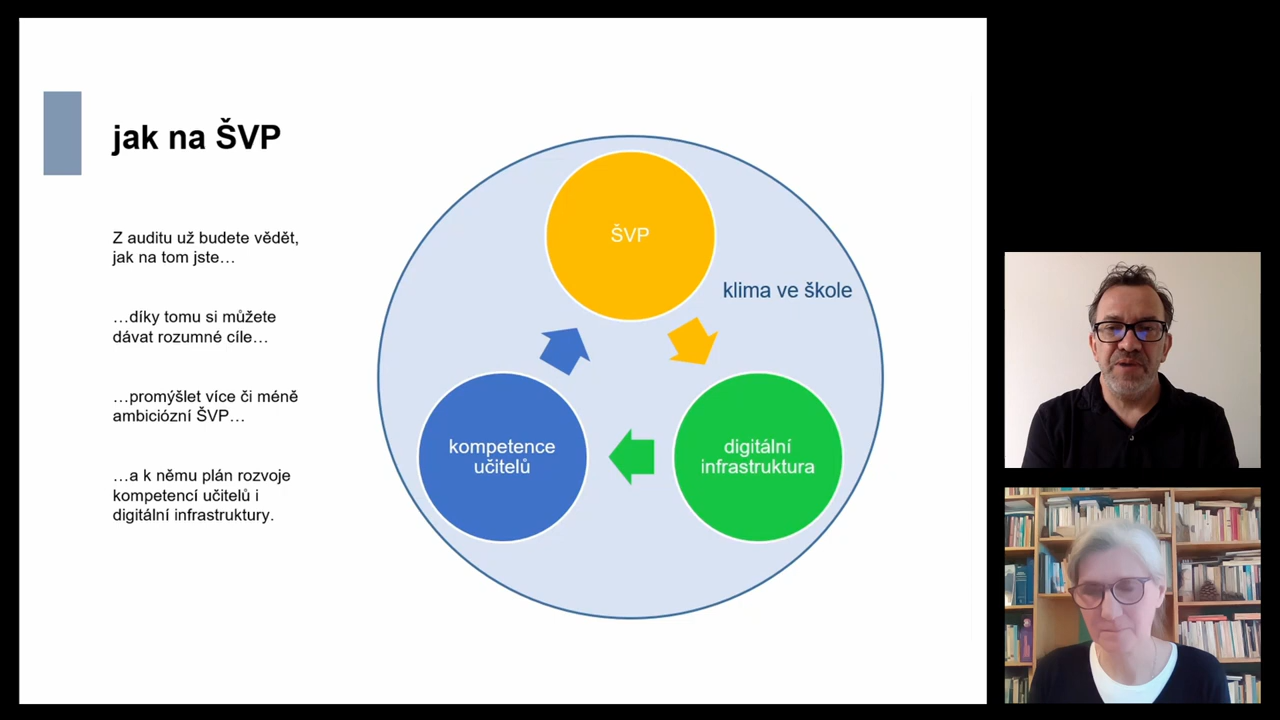 jak na ŠVP
Z auditu už budete vědět,
jak na tom jste…
…díky tomu si můžete
dávat rozumné cíle…
…promýšlet více či méně
ambiciózní ŠVP…
…a k němu plán rozvoje
kompetencí učitelů i
digitální infrastruktury.
ŠVP
klima ve škole
kompetence
učitelů
digitální
infrastruktura